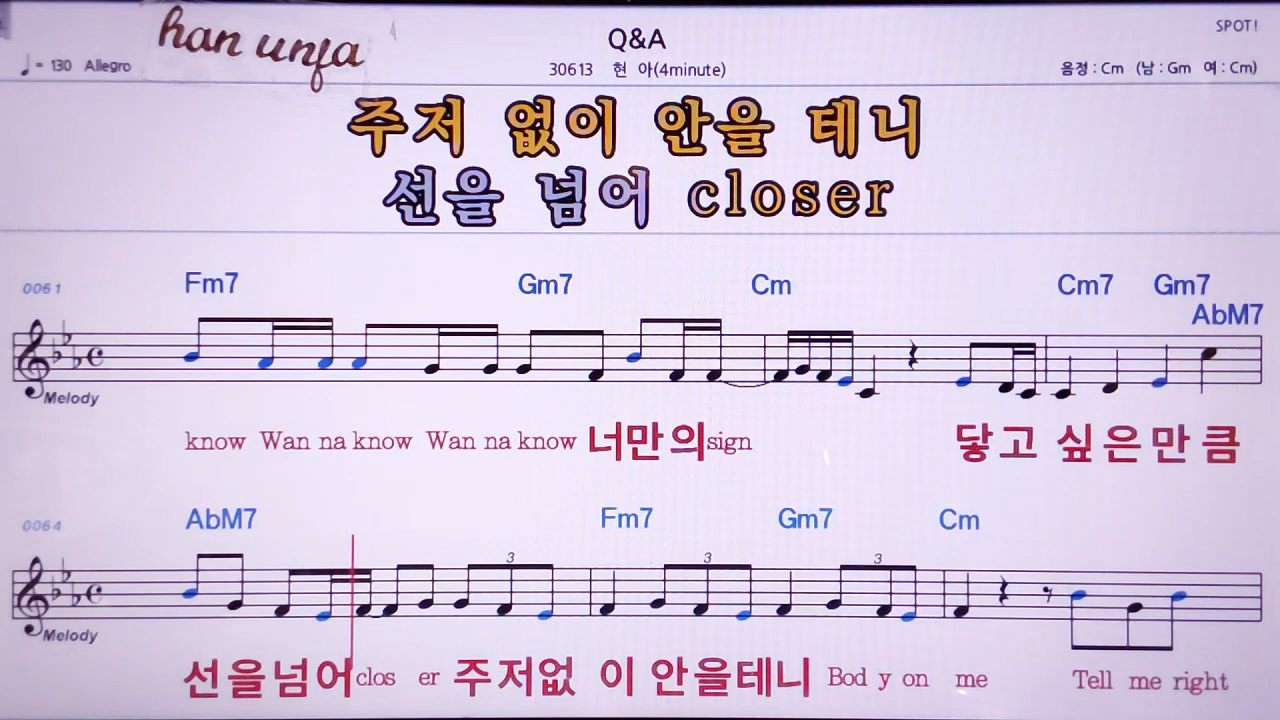 han unfa
Q&A
SPOT!
♩ = 130 Allegro
30613 현 아(4minute)
음정 : Cm (남 : Gm 여 : Cm)
주저 없이 안을 테니
선을 넘어 closer
0061 Fm7 Gm7 Cm Cm7 Gm7 AbM7
Melody
know Wan na know Wan na know 너만의sign 닿고 싶은만큼
0064 AbM7 Fm7 Gm7 Cm
3 3 3
Melody
선을넘어clos er 주저없 이 안을테니 Bod y on me Tell me right